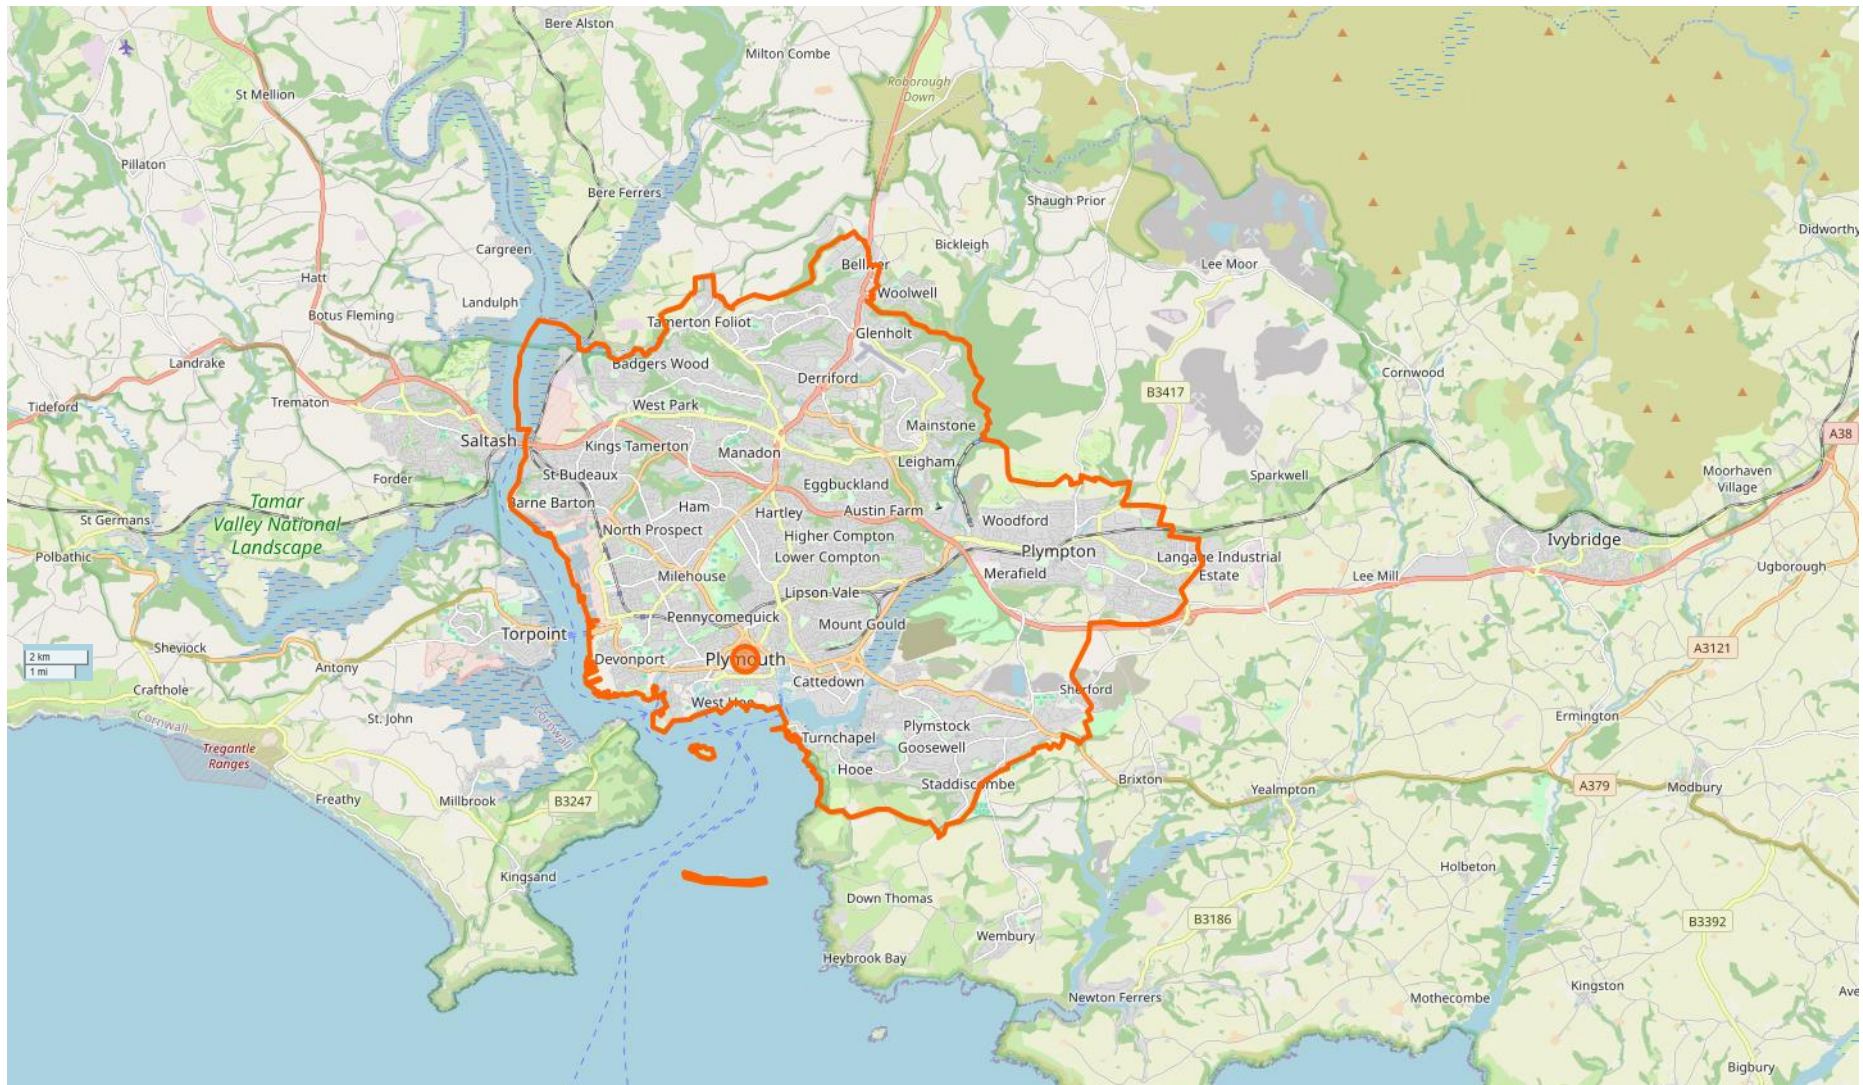 Bere Alston
Milton Combe
St Mellion
Roborough
Down
Pillaton
Bere Ferrers
Shaugh Prior
Didworthy
Cargreen
Bickleigh
Lee Moor
Hatt
Landulph
Woolwell
Botus Fleming
Tamerton Foliot
Glenholt
Landrake
Badgers Wood
Derriford
Cornwood
B3417
Tideford
Trematon
West Park
Mainstone
A38
Saltash
Kings Tamerton
Manadon
Leigham
Moorhaven
Village
Forder
St Budeaux
Eggbuckland
Sparkwell
Tamar
Valley National
Landscape
Barne Barton
Ham
Hartley
Austin Farm
St Germans
North Prospect
Higher Compton
Woodford
Ivybridge
Polbathic
Lower Compton
Plympton
Langage Industrial
Estate
Merafield
Lee Mill
Ugborough
Milehouse
Lipson Vale
Pennycomequick
Mount Gould
Torpoint
Sheviock
A3121
2 km
1 mi
Antony
Devonport
Plymouth
Crafthole
Cattedown
Sherford
Cornwall
St. John
Cornwall
West Hoe
Plymstock
Ermington
Tregantle
Ranges
Turnchapel
Goosewell
Hooe
Staddiscombe
Brixton
Yealmpton
A379
Modbury
Freathy
Millbrook
B3247
Holbeton
Kingsand
Down Thomas
B3186
B3392
Wembury
Heybrook Bay
Newton Ferrers
Mothecombe
Kingston
Ave
Bigbury